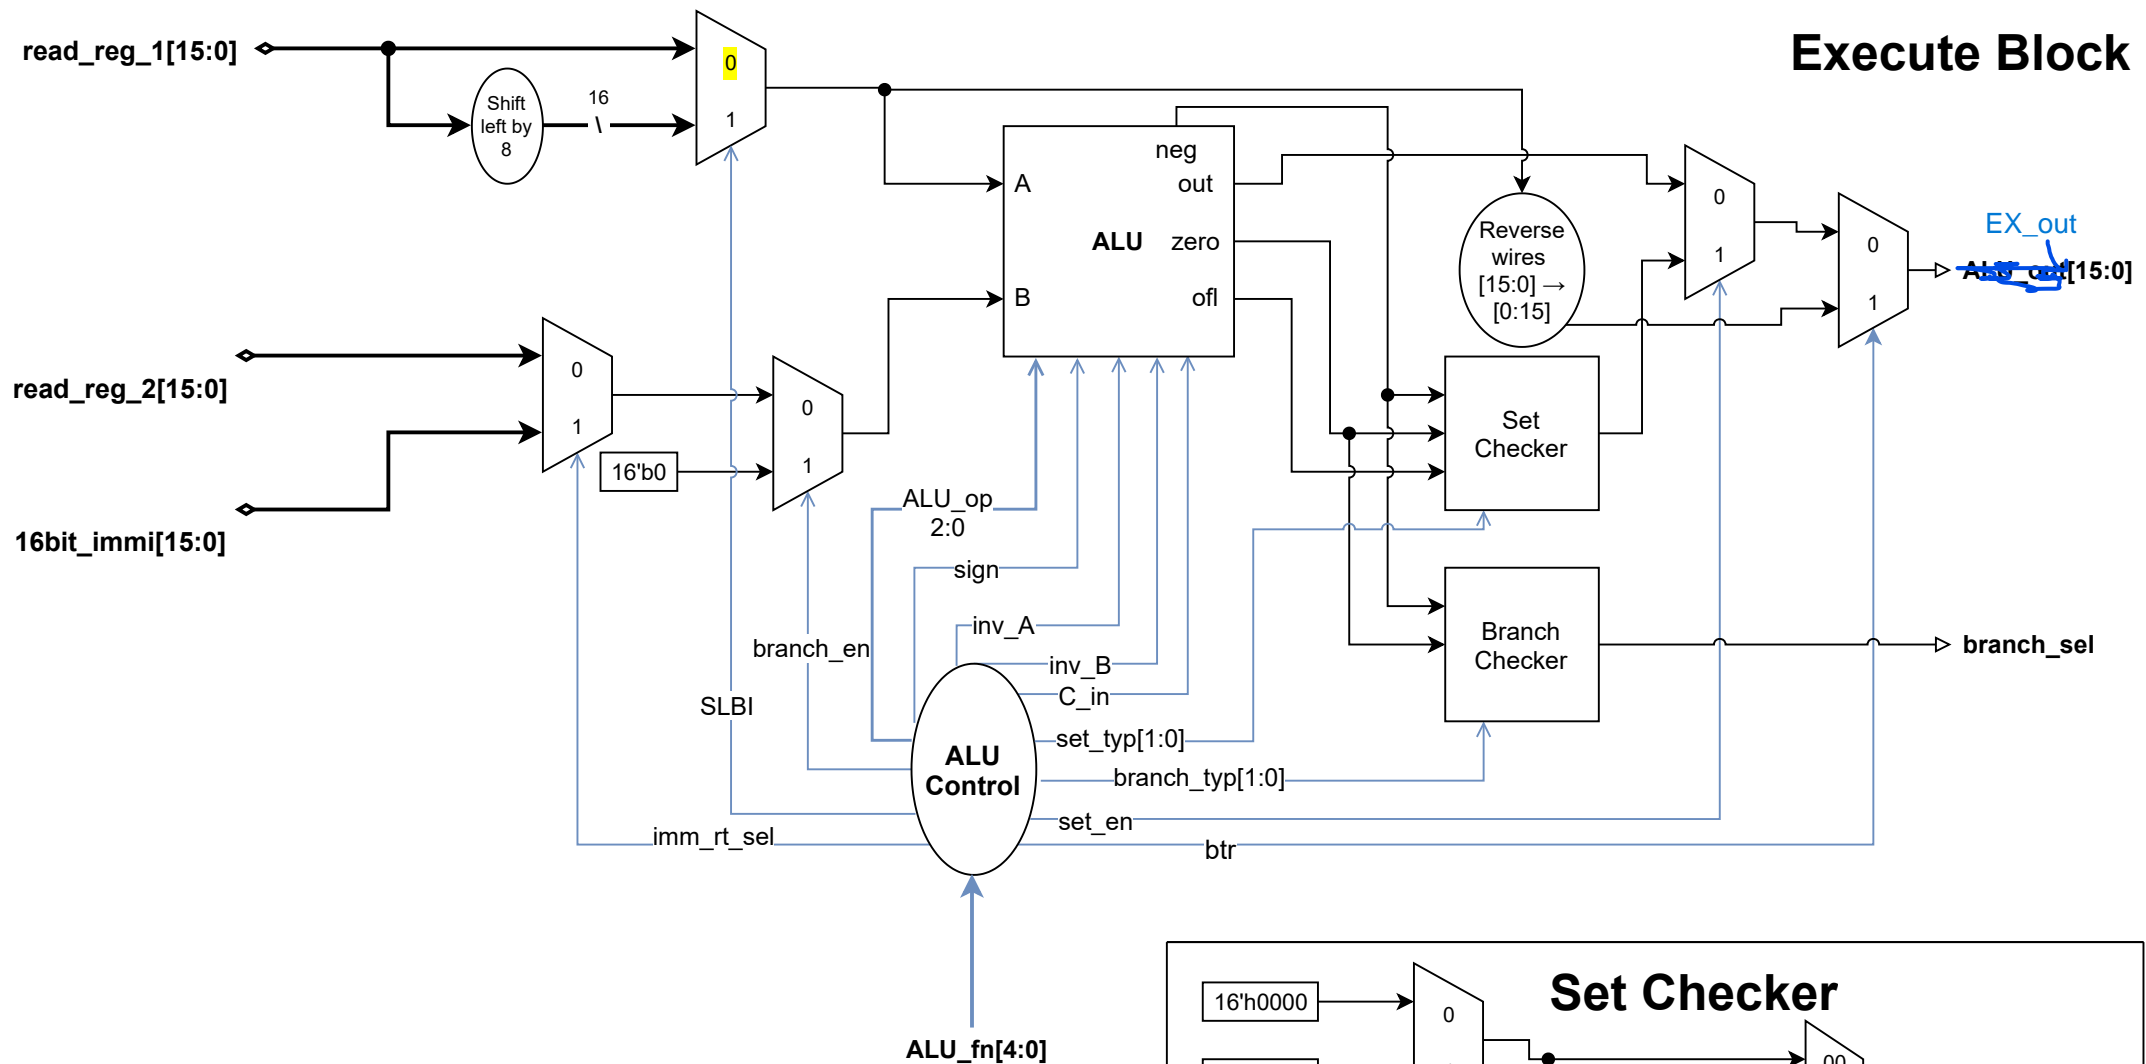 Execute Block
read_reg_1[15:0]
0
Shift
left by
8
16
\
1
neg
A
out
ALU
zero
B
ofl
Reverse
wires
[15:0] →
[0:15]
0
1
0
1
EX_out
ALU_out[15:0]
read_reg_2[15:0]
0
1
16'b0
0
1
16bit_immi[15:0]
Set
Checker
ALU_op
2:0
sign
inv_A
branch_en
inv_B
C_in
SLBI
Branch
Checker
branch_sel
set_typ[1:0]
ALU
Control
branch_typ[1:0]
set_en
imm_rt_sel
btr
ALU_fn[4:0]
Set Checker
16'h0000
0
00